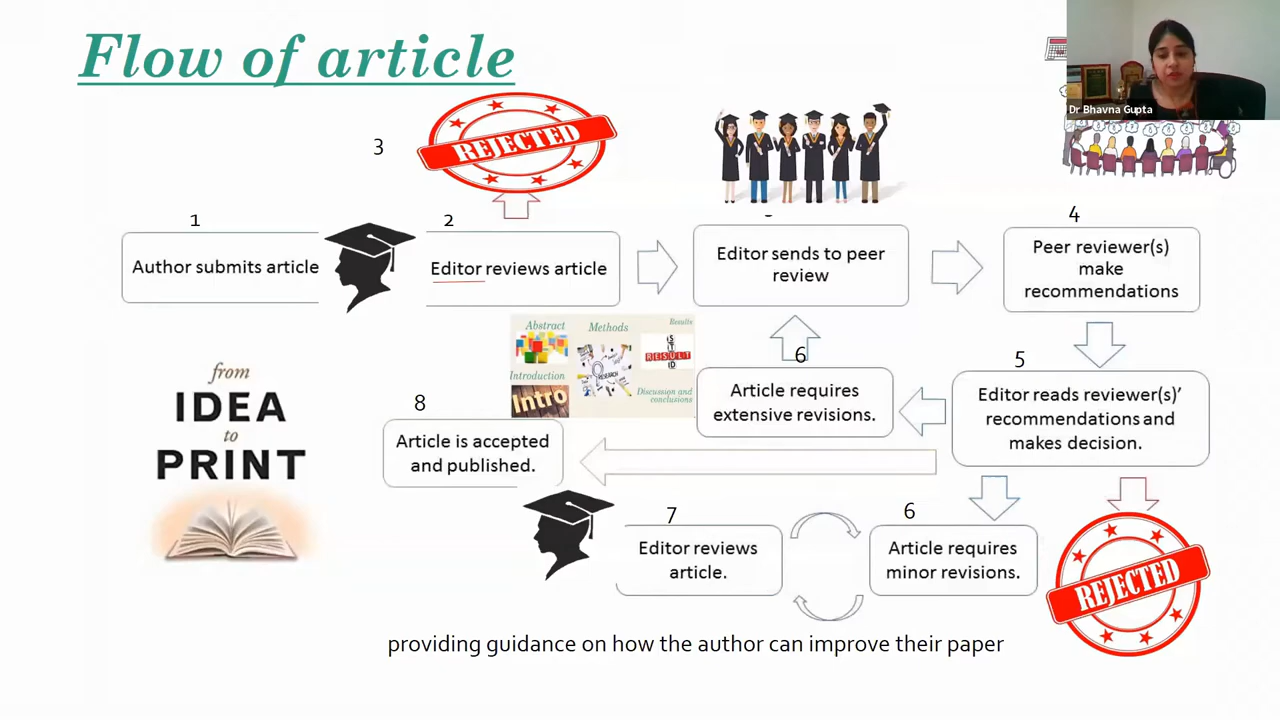 Flow of article
Dr Bhavna Gupta
3
REJECTED
1
2
4
Author submits article
Editor reviews article
Editor sends to peer
review
Peer reviewer(s)
make
recommendations
Abstract
Methods
Results
RESULT
Introduction
Intro
RESEARCH
Discussion and
conclusions
6
Article requires
extensive revisions.
5
Editor reads reviewer(s)’
recommendations and
makes decision.
from
IDEA
to
PRINT
8
Article is accepted
and published.
7
Editor reviews
article.
6
Article requires
minor revisions.
REJECTED
providing guidance on how the author can improve their paper